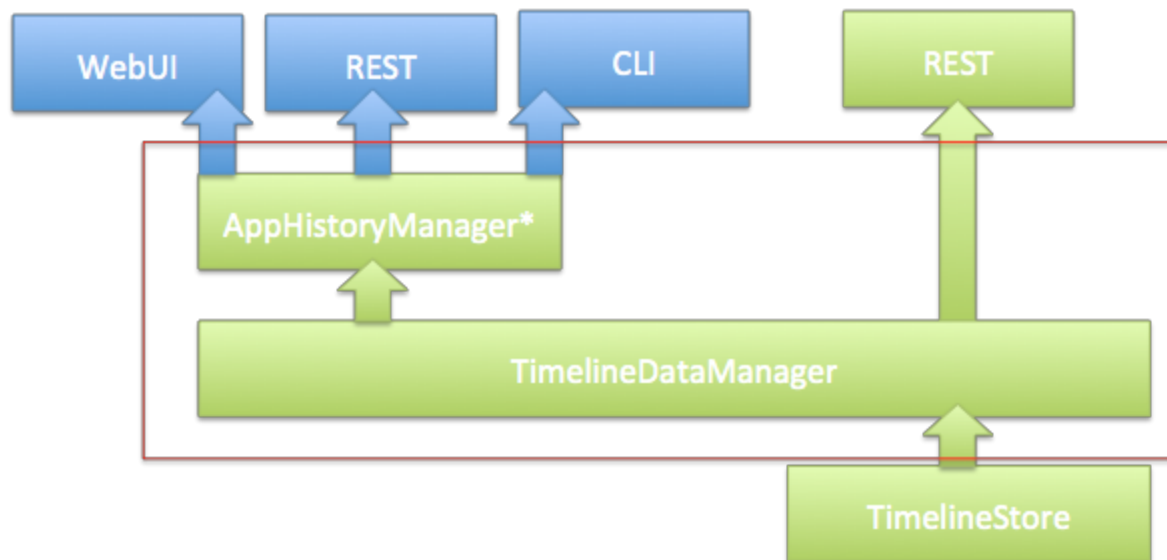 WebUI
REST
CLI
REST
AppHistoryManager*
TimelineDataManager
TimelineStore